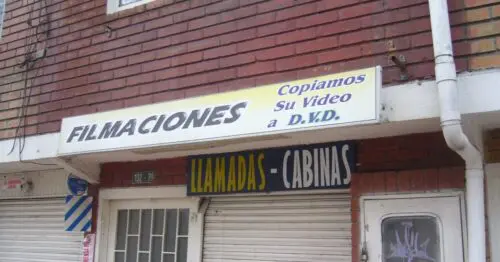 FILMACIONES
Copiamos
Su Video
a D.V.D.
LLAMADAS - CABINAS